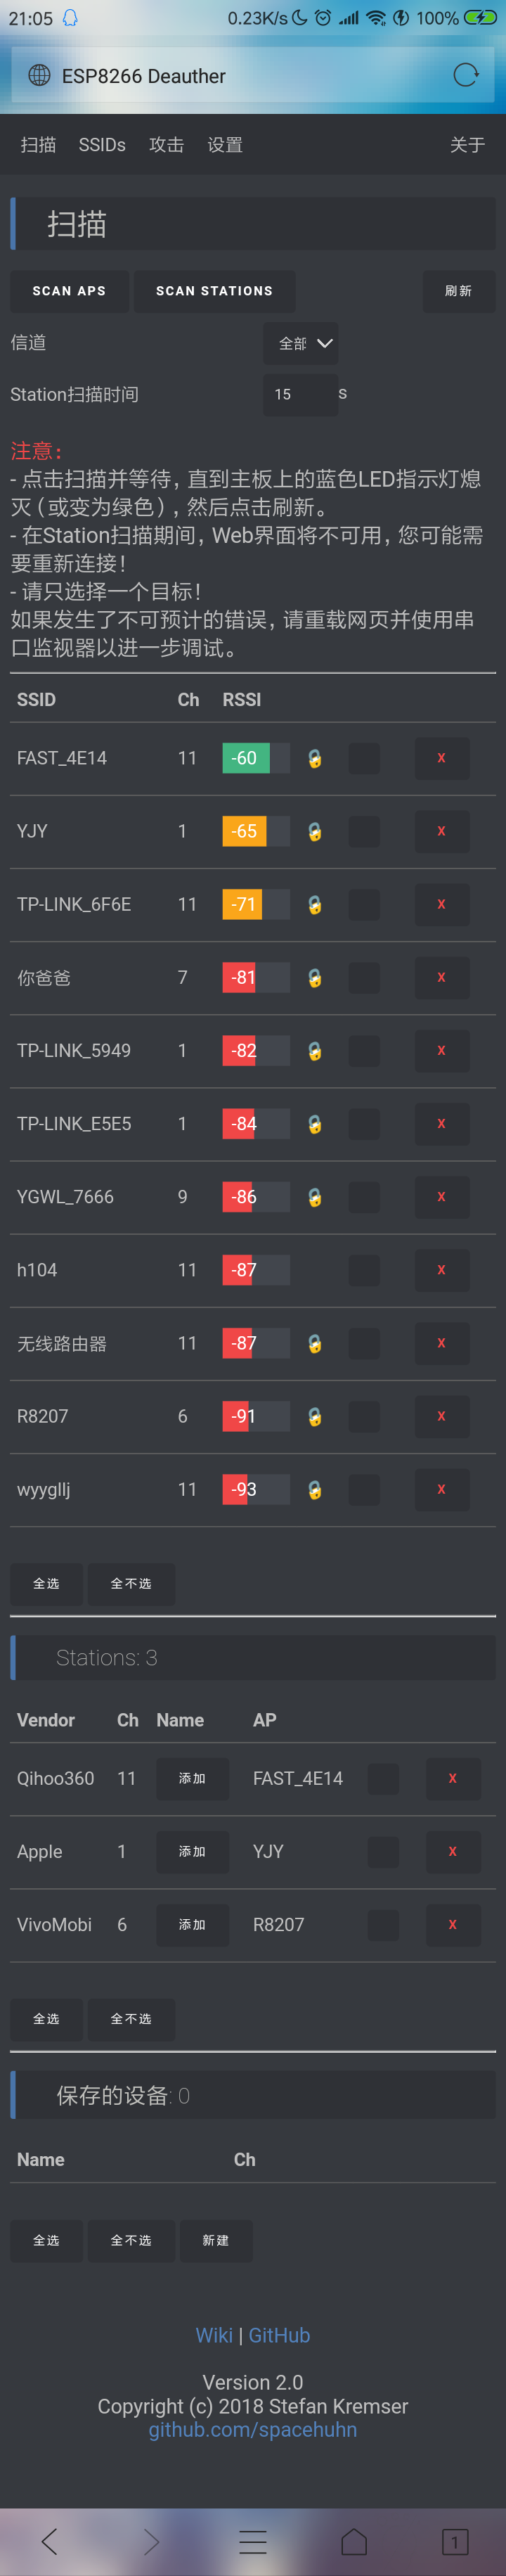 21:05 0.23K/s 100%
ESP8266 Deauther
扫描 SSIDs 攻击 设置 关于
扫描
SCAN APS SCAN STATIONS 刷新
信道 全部
Station扫描时间 15 s
注意：
- 点击扫描并等待，直到主板上的蓝色LED指示灯熄
灭（或变为绿色），然后点击刷新。
- 在Station扫描期间，Web界面将不可用，您可能需
要重新连接！
- 请只选择一个目标！
如果发生了不可预计的错误，请重载网页并使用串
口监视器以进一步调试。
SSID Ch RSSI
FAST_4E14 11 -60 X
YJY 1 -65 X
TP-LINK_6F6E 11 -71 X
你爸爸 7 -81 X
TP-LINK_5949 1 -82 X
TP-LINK_E5E5 1 -84 X
YGWL_7666 9 -86 X
h104 11 -87 X
无线路由器 11 -87 X
R8207 6 -91 X
wyygllj 11 -93 X
全选 全不选
Stations: 3
Vendor Ch Name AP
Qihoo360 11 添加 FAST_4E14 X
Apple 1 添加 YJY X
VivoMobi 6 添加 R8207 X
全选 全不选
保存的设备: 0
Name Ch
全选 全不选 新建
Wiki | GitHub
Version 2.0
Copyright (c) 2018 Stefan Kremser
github.com/spacehuhn
1